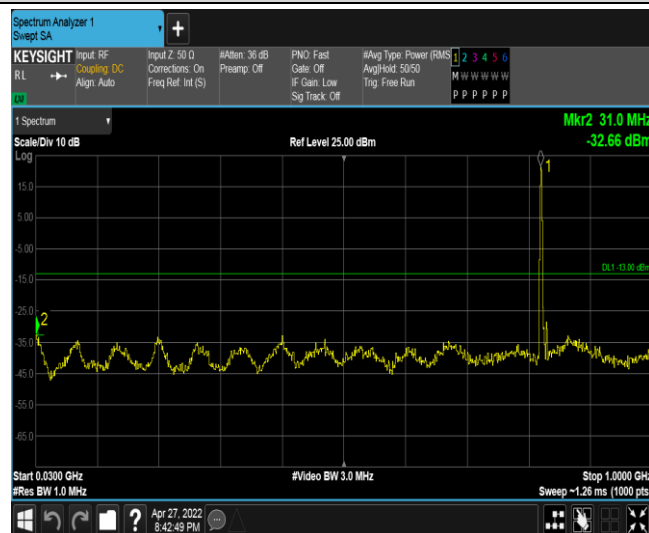 Spectrum Analyzer 1
Swept SA
+
KEYSIGHT Input: RF Input Z: 50 Ω #Atten: 36 dB PNO: Fast #Avg Type: Power (RMS 1 2 3 4 5 6
RL Coupling: DC Corrections: On Preamp: Off Gate: Off Avg|Hold: 50/50 M W W W W W
Align: Auto Freq Ref: Int (S) IF Gain: Low Trig: Free Run
Sig Track: Off P P P P P P
1 Spectrum Mkr2 31.0 MHz
Scale/Div 10 dB Ref Level 25.00 dBm -32.66 dBm
Log
1
15.0
5.00
-5.00
DL1 -13.00 dBm
-15.0
-25.0
2
-35.0
-45.0
-55.0
-65.0
Start 0.0300 GHz #Video BW 3.0 MHz Stop 1.0000 GHz
#Res BW 1.0 MHz Sweep ~1.26 ms (1000 pts
? Apr 27, 2022
8:42:49 PM